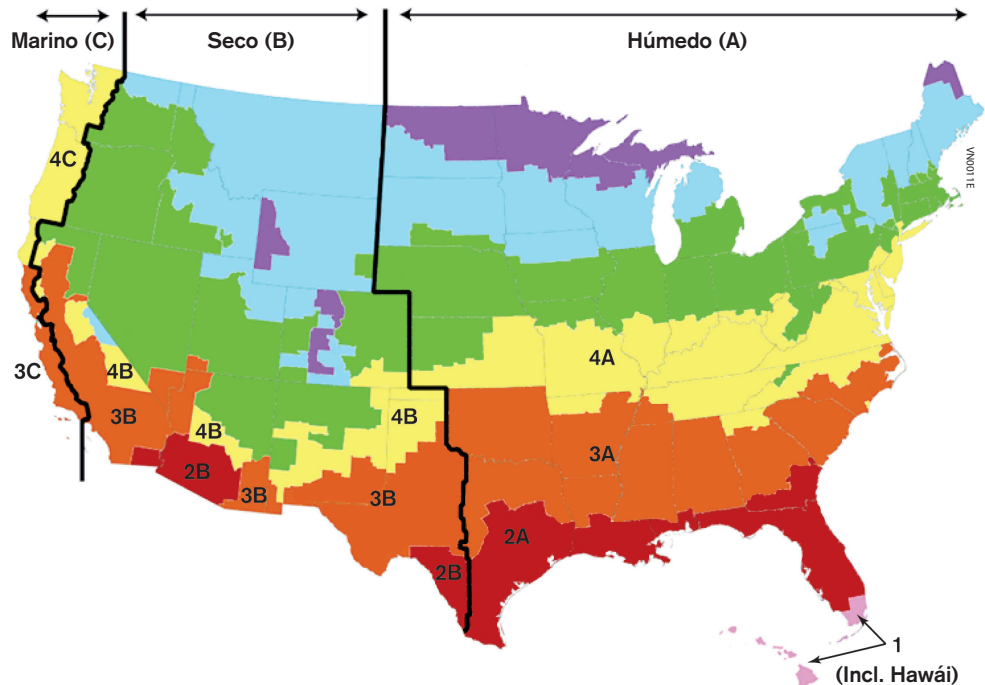 Marino (C)
Seco (B)
Húmedo (A)
VN0011E
4C
3C
4B
4A
4B
3B
4B
3A
2B
3B
3B
2A
2B
1
(Incl. Hawái)